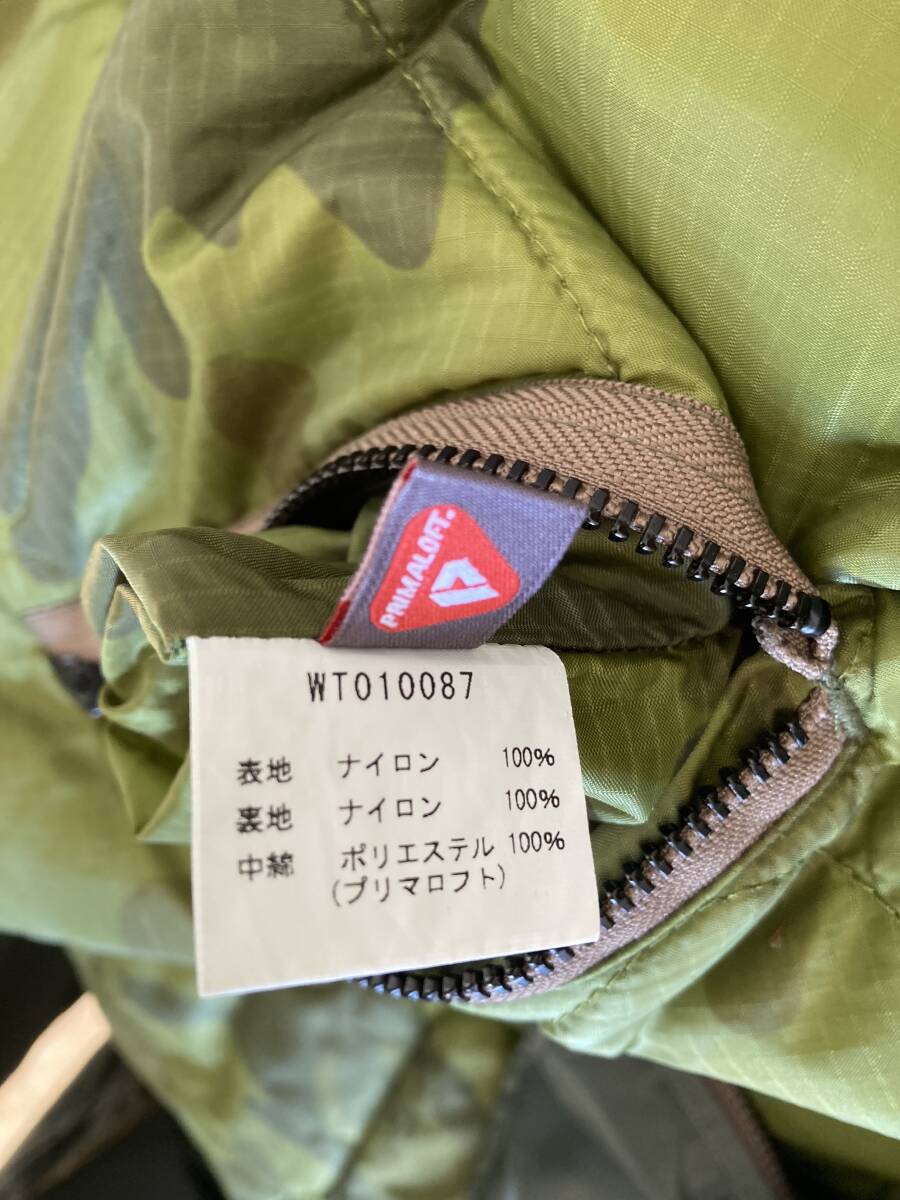 PRIMALOFT®
WT010087
表地 ナイロン 100%
裏地 ナイロン 100%
中綿 ポリエステル 100%
(プリマロフト)